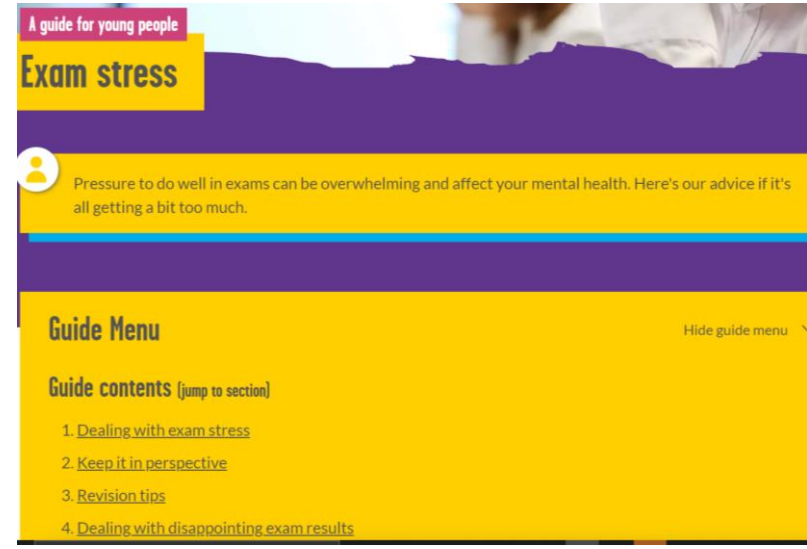 A guide for young people
Exam stress
Pressure to do well in exams can be overwhelming and affect your mental health. Here's our advice if it's
all getting a bit too much.
Guide Menu
Hide guide menu
Guide contents (jump to section)
1. Dealing with exam stress
2. Keep it in perspective
3. Revision tips
4. Dealing with disappointing exam results